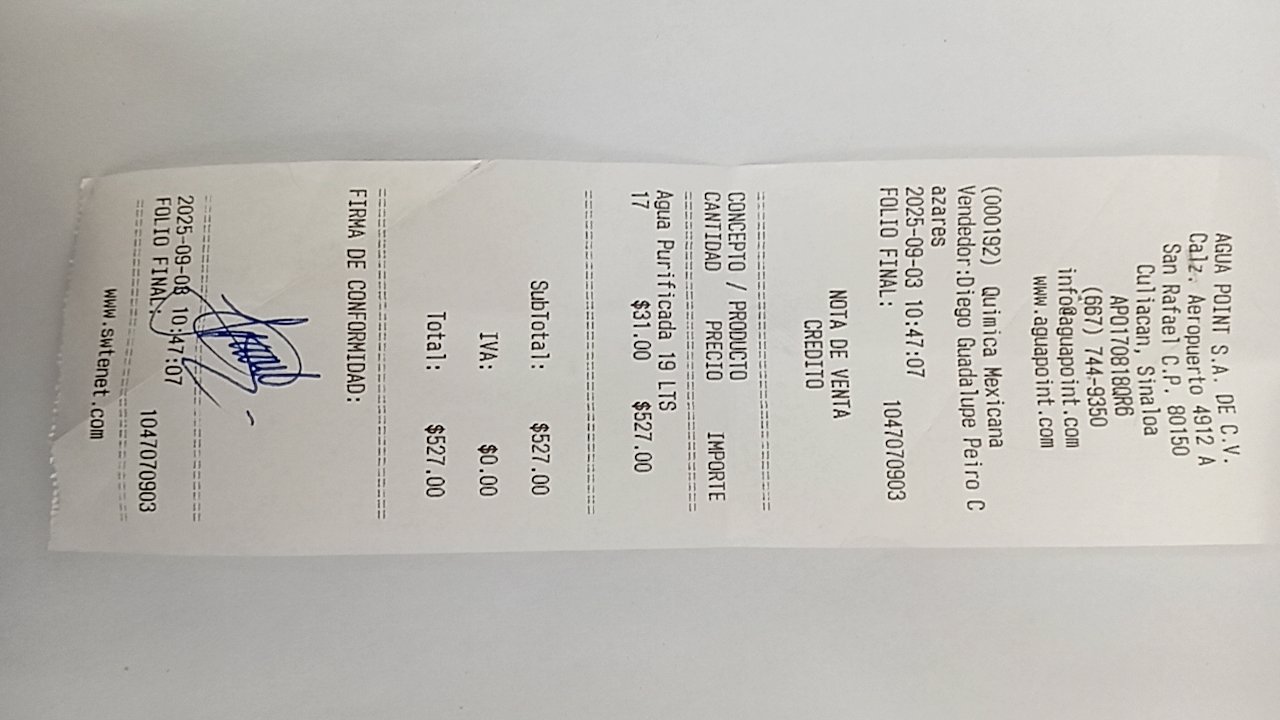 AGUA POINT S.A. DE C.V.
Calz. Aeropuerto 4912 A
San Rafael C.P. 80150
Culiacan, Sinaloa
APO170818QR6
(667) 744-9350
info@aguapoint.com
www.aguapoint.com
(000192) Quimica Mexicana
Vendedor:Diego Guadalupe Peiro C
azares
2025-09-03 10:47:07
FOLIO FINAL: 1047070903
NOTA DE VENTA
CREDITO
CONCEPTO / PRODUCTO
CANTIDAD PRECIO IMPORTE
Agua Purificada 19 LTS
17 $31.00 $527.00
SubTotal: $527.00
IVA: $0.00
Total: $527.00
FIRMA DE CONFORMIDAD:
2025-09-03 10:47:07
FOLIO FINAL: 1047070903
www.swtenet.com